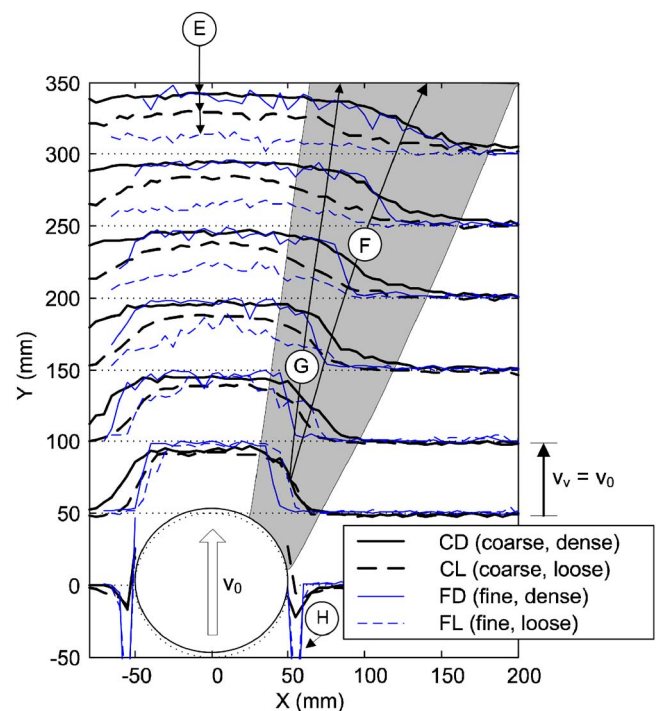 E
350
300
250
200
150
100
50
0
-50
Y (mm)
F
G
H
v₀
vᵥ = v₀
CD (coarse, dense)
CL (coarse, loose)
FD (fine, dense)
FL (fine, loose)
-50 0 50 100 150 200
X (mm)